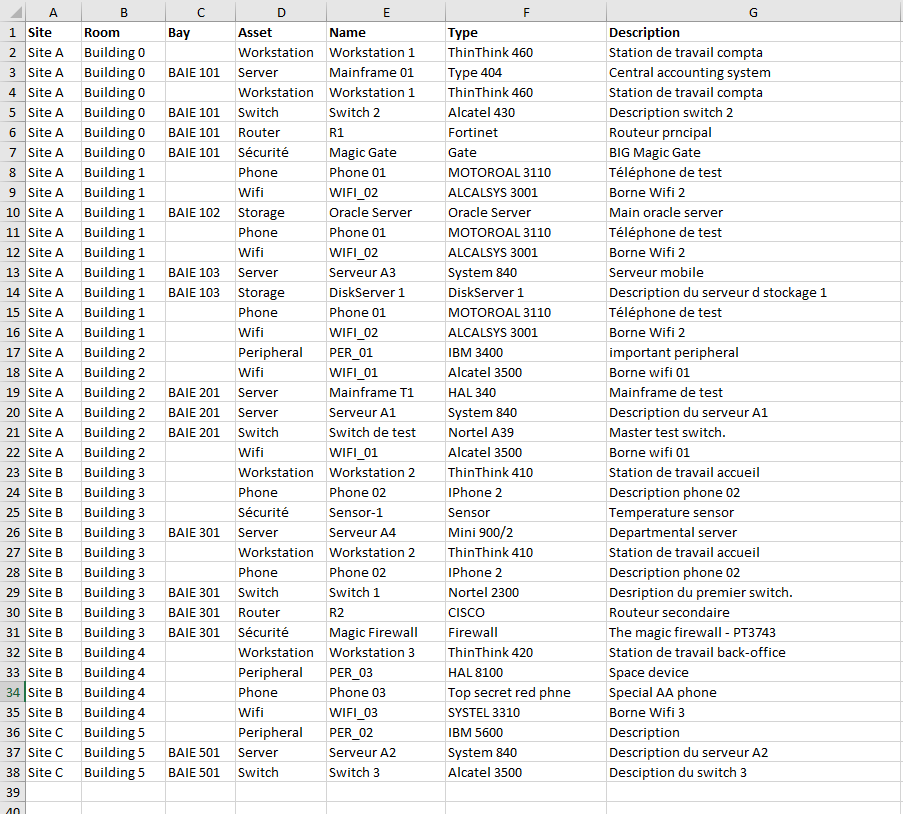 A B C D E F G
1 Site Room Bay Asset Name Type Description
2 Site A Building 0 Workstation Workstation 1 ThinThink 460 Station de travail compta
3 Site A Building 0 BAIE 101 Server Mainframe 01 Type 404 Central accounting system
4 Site A Building 0 Workstation Workstation 1 ThinThink 460 Station de travail compta
5 Site A Building 0 BAIE 101 Switch Switch 2 Alcatel 430 Description switch 2
6 Site A Building 0 BAIE 101 Router R1 Fortinet Routeur prncipal
7 Site A Building 0 BAIE 101 Sécurité Magic Gate Gate BIG Magic Gate
8 Site A Building 1 Phone Phone 01 MOTOROAL 3110 Téléphone de test
9 Site A Building 1 Wifi WIFI_02 ALCALSYS 3001 Borne Wifi 2
10 Site A Building 1 BAIE 102 Storage Oracle Server Oracle Server Main oracle server
11 Site A Building 1 Phone Phone 01 MOTOROAL 3110 Téléphone de test
12 Site A Building 1 Wifi WIFI_02 ALCALSYS 3001 Borne Wifi 2
13 Site A Building 1 BAIE 103 Server Serveur A3 System 840 Serveur mobile
14 Site A Building 1 BAIE 103 Storage DiskServer 1 DiskServer 1 Description du serveur d stockage 1
15 Site A Building 1 Phone Phone 01 MOTOROAL 3110 Téléphone de test
16 Site A Building 1 Wifi WIFI_02 ALCALSYS 3001 Borne Wifi 2
17 Site A Building 2 Peripheral PER_01 IBM 3400 important peripheral
18 Site A Building 2 Wifi WIFI_01 Alcatel 3500 Borne wifi 01
19 Site A Building 2 BAIE 201 Server Mainframe T1 HAL 340 Mainframe de test
20 Site A Building 2 BAIE 201 Server Serveur A1 System 840 Description du serveur A1
21 Site A Building 2 BAIE 201 Switch Switch de test Nortel A39 Master test switch.
22 Site A Building 2 Wifi WIFI_01 Alcatel 3500 Borne wifi 01
23 Site B Building 3 Workstation Workstation 2 ThinThink 410 Station de travail accueil
24 Site B Building 3 Phone Phone 02 IPhone 2 Description phone 02
25 Site B Building 3 Sécurité Sensor-1 Sensor Temperature sensor
26 Site B Building 3 BAIE 301 Server Serveur A4 Mini 900/2 Departmental server
27 Site B Building 3 Workstation Workstation 2 ThinThink 410 Station de travail accueil
28 Site B Building 3 Phone Phone 02 IPhone 2 Description phone 02
29 Site B Building 3 BAIE 301 Switch Switch 1 Nortel 2300 Desription du premier switch.
30 Site B Building 3 BAIE 301 Router R2 CISCO Routeur secondaire
31 Site B Building 3 BAIE 301 Sécurité Magic Firewall Firewall The magic firewall - PT3743
32 Site B Building 4 Workstation Workstation 3 ThinThink 420 Station de travail back-office
33 Site B Building 4 Peripheral PER_03 HAL 8100 Space device
34 Site B Building 4 Phone Phone 03 Top secret red phne Special AA phone
35 Site B Building 4 Wifi WIFI_03 SYSTEL 3310 Borne Wifi 3
36 Site C Building 5 Peripheral PER_02 IBM 5600 Description
37 Site C Building 5 BAIE 501 Server Serveur A2 System 840 Description du serveur A2
38 Site C Building 5 BAIE 501 Switch Switch 3 Alcatel 3500 Desciption du switch 3
39
40